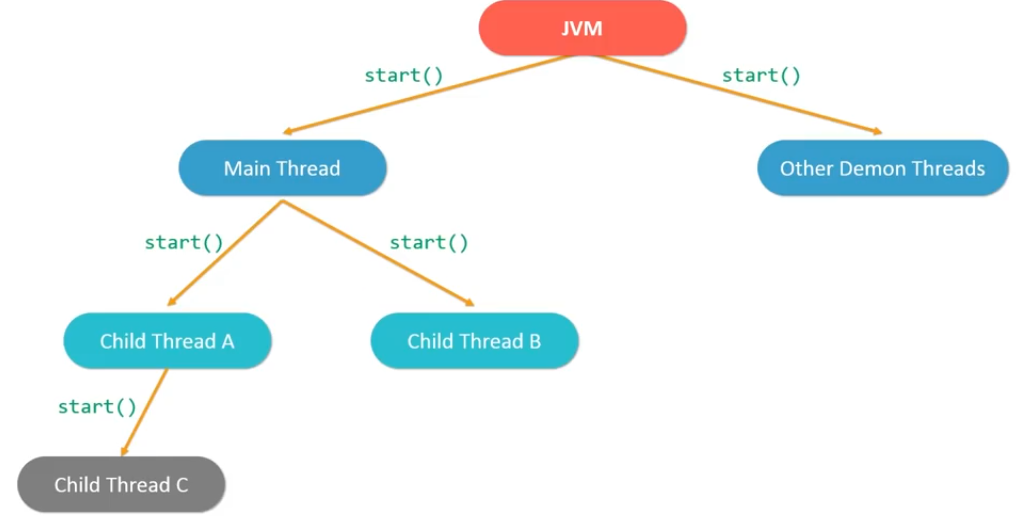 JVM
start()
start()
Main Thread
Other Demon Threads
start()
start()
Child Thread A
Child Thread B
start()
Child Thread C